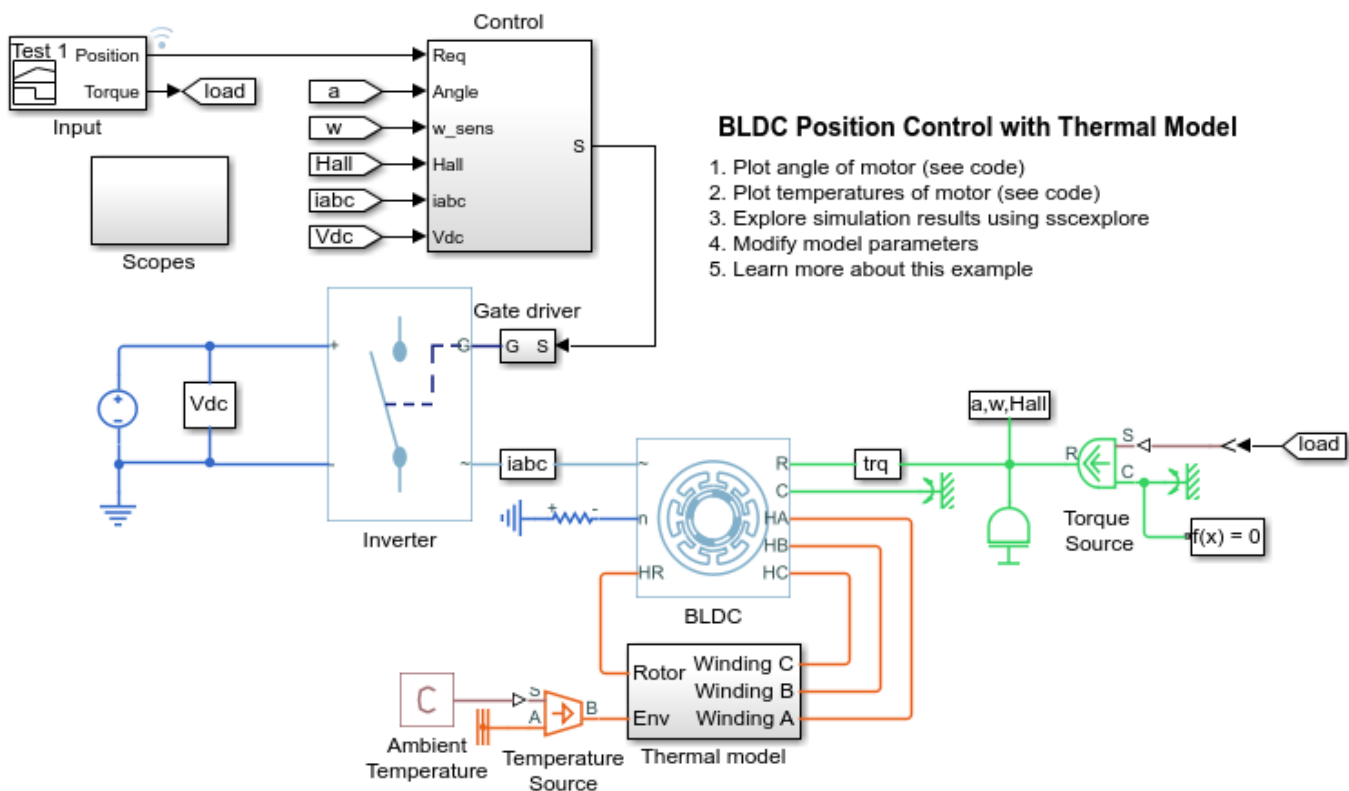 Control
Test 1
Position
Torque
Input
load
Req
a
Angle
w
w_sens
Hall
Hall
iabc
iabc
Vdc
Vdc
S
Scopes
BLDC Position Control with Thermal Model
1. Plot angle of motor (see code)
2. Plot temperatures of motor (see code)
3. Explore simulation results using sscexplore
4. Modify model parameters
5. Learn more about this example
Gate driver
G S
G
+
-
~
Vdc
+
-
Inverter
iabc
+ -
~
n
HR
R
C
HA
HB
HC
BLDC
trq
a,w,Hall
R
S
C
load
Torque
Source
f(x) = 0
Rotor
Env
Winding C
Winding B
Winding A
Thermal model
C
Ambient
Temperature
S
A
B
Temperature
Source